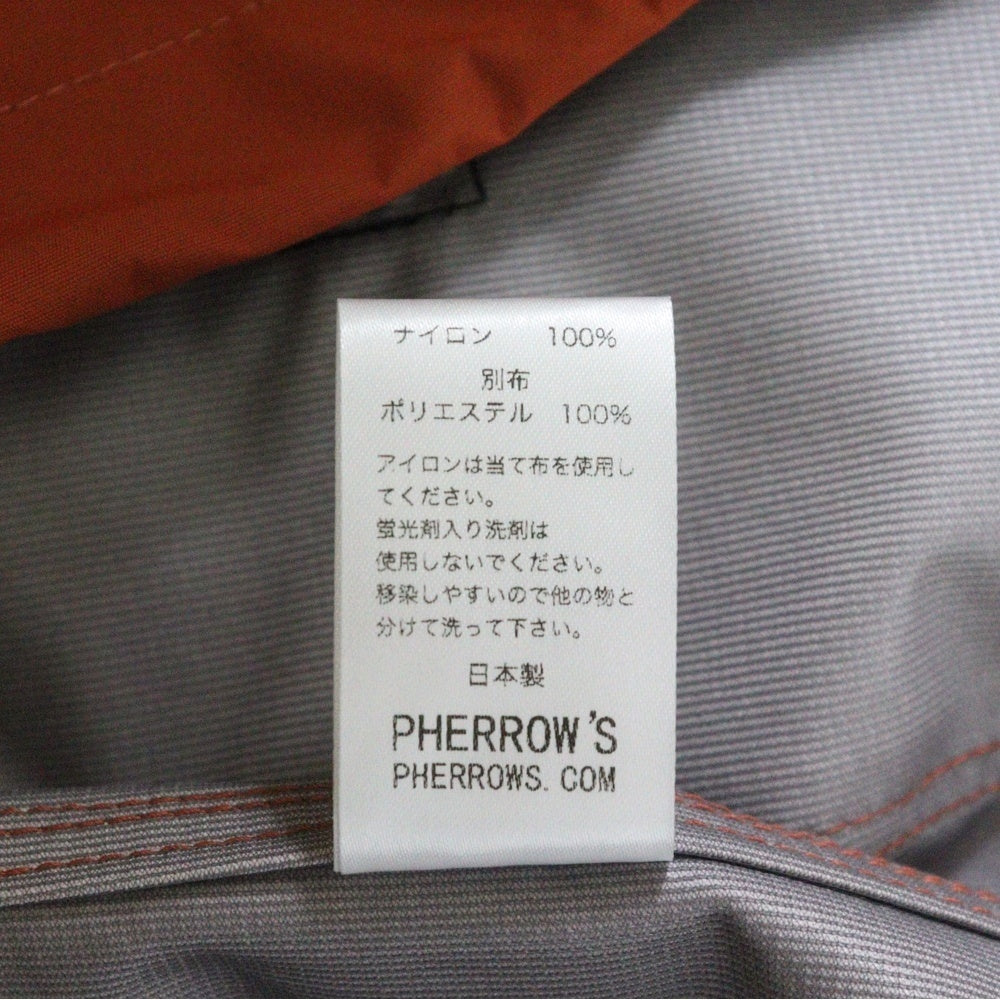 ナイロン 100%
別布
ポリエステル 100%
アイロンは当て布を使用し
てください。
蛍光剤入り洗剤は
使用しないでください。
移染しやすいので他の物と
分けて洗って下さい。
日本製
PHERROW'S
PHERROWS. COM